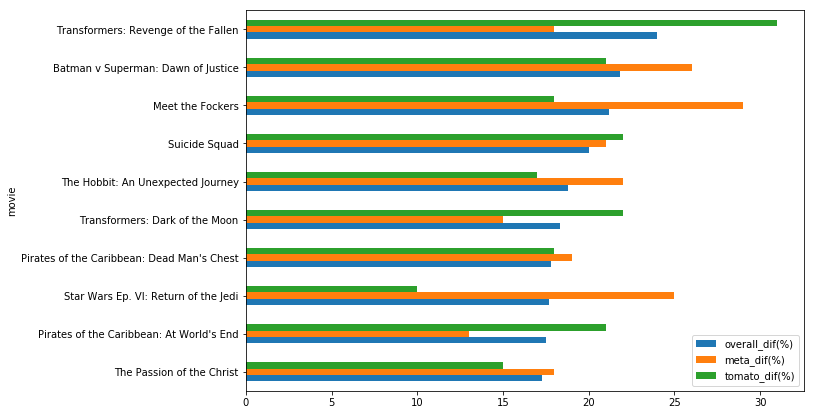 Transformers: Revenge of the Fallen
Batman v Superman: Dawn of Justice
Meet the Fockers
Suicide Squad
The Hobbit: An Unexpected Journey
movie
Transformers: Dark of the Moon
Pirates of the Caribbean: Dead Man's Chest
Star Wars Ep. VI: Return of the Jedi
Pirates of the Caribbean: At World's End
The Passion of the Christ
overall_dif(%)
meta_dif(%)
tomato_dif(%)
0 5 10 15 20 25 30